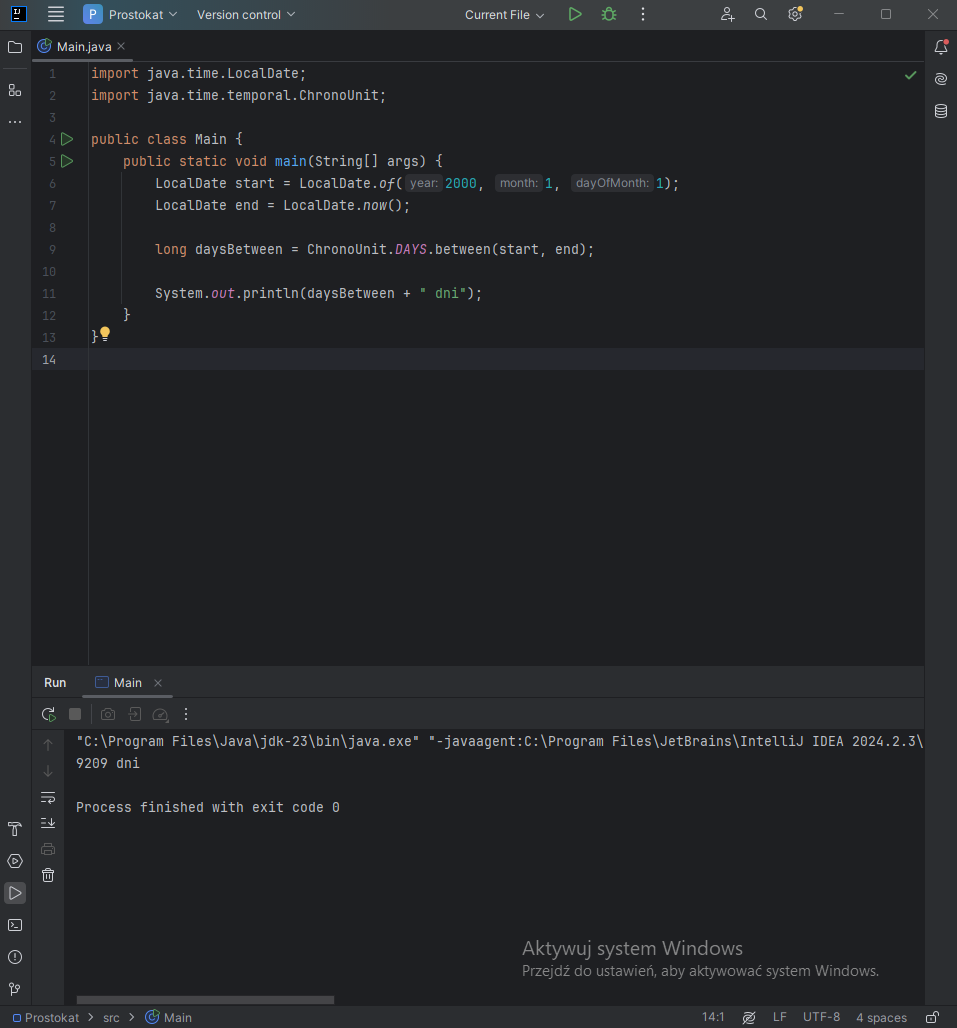 IJ
P Prostokat Version control Current File
Main.java
1 import java.time.LocalDate;
2 import java.time.temporal.ChronoUnit;
3
4 public class Main {
5 public static void main(String[] args) {
6 LocalDate start = LocalDate.of( year: 2000, month: 1, dayOfMonth: 1);
7 LocalDate end = LocalDate.now();
8
9 long daysBetween = ChronoUnit.DAYS.between(start, end);
10
11 System.out.println(daysBetween + " dni");
12 }
13 }
14
Run Main
"C:\Program Files\Java\jdk-23\bin\java.exe" "-javaagent:C:\Program Files\JetBrains\IntelliJ IDEA 2024.2.3\
9209 dni
Process finished with exit code 0
Aktywuj system Windows
Przejdź do ustawień, aby aktywować system Windows.
Prostokat > src > Main 14:1 LF UTF-8 4 spaces